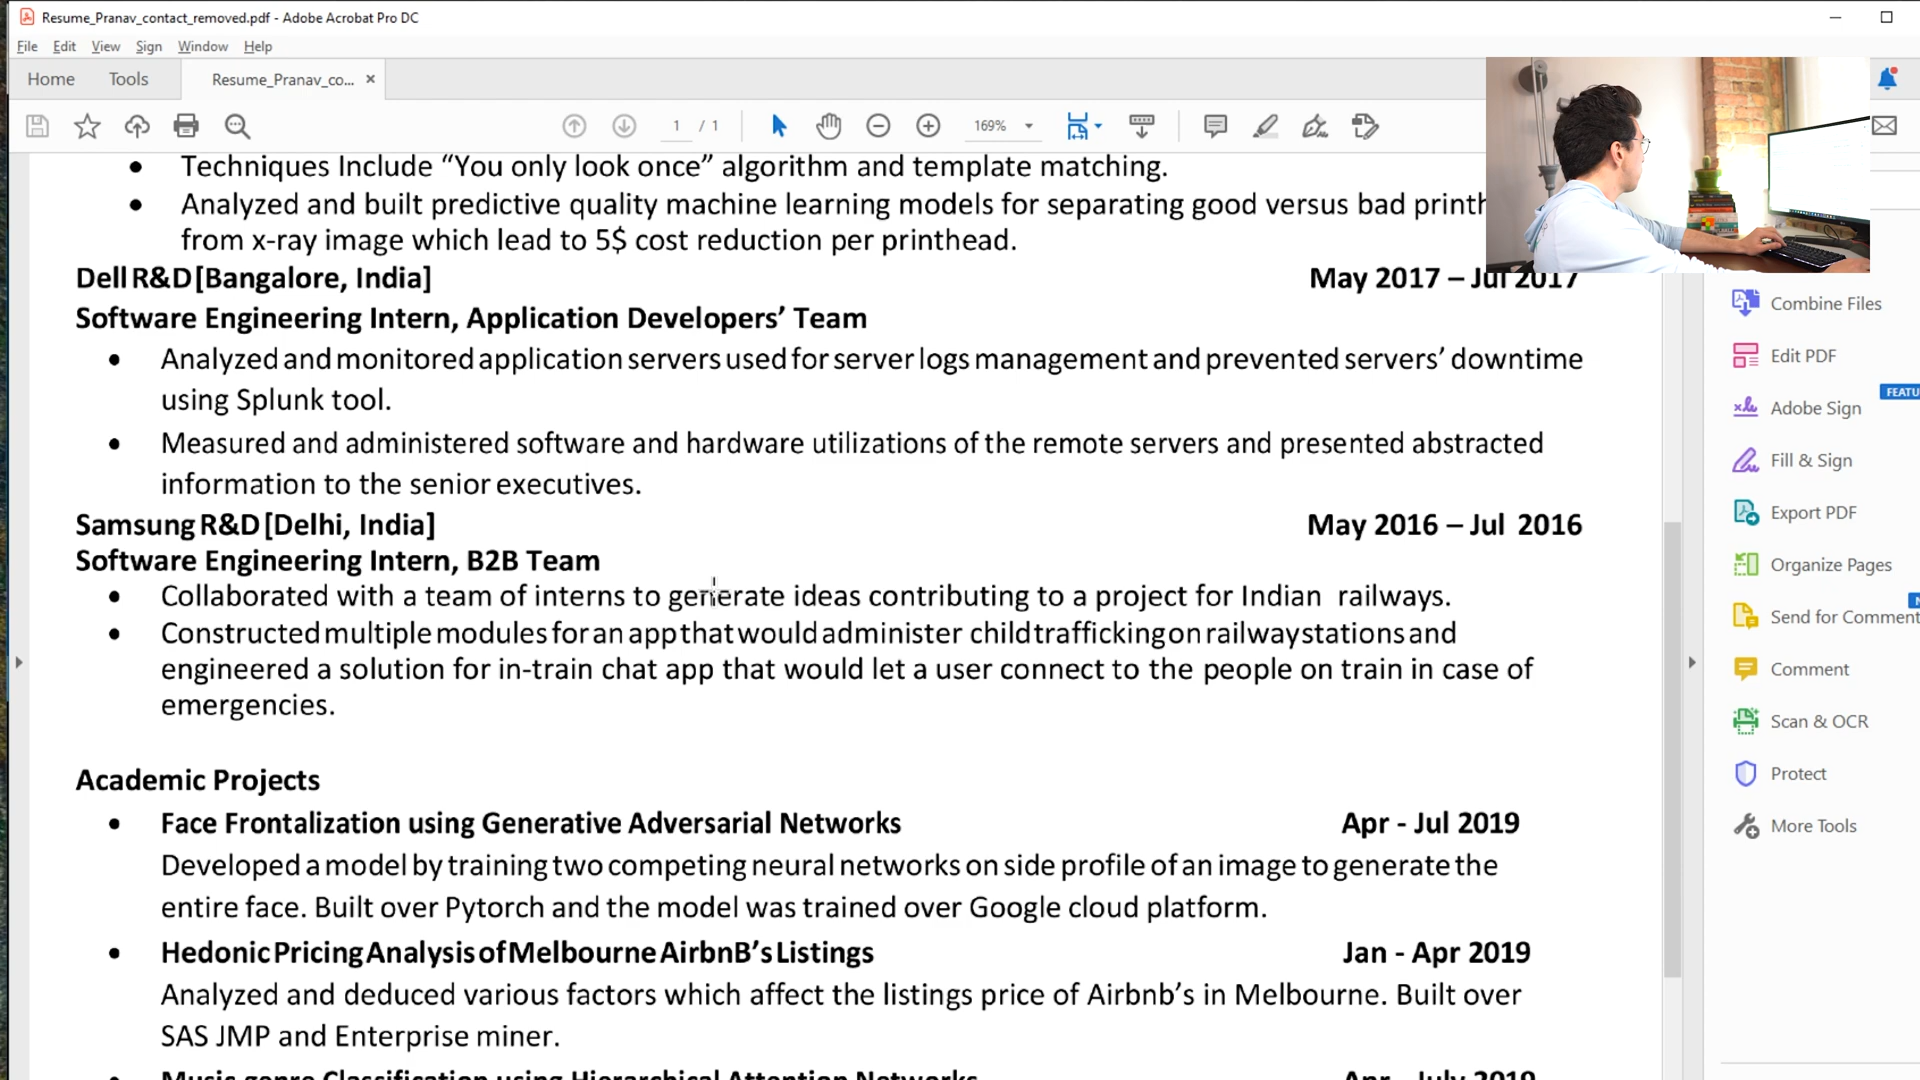 Resume_Pranav_contact_removed.pdf - Adobe Acrobat Pro DC
File Edit View Sign Window Help
Home Tools Resume_Pranav_co... ×
1 / 1 169%
• Techniques Include “You only look once” algorithm and template matching.
• Analyzed and built predictive quality machine learning models for separating good versus bad
from x-ray image which lead to 5$ cost reduction per printhead.
Dell R&D [Bangalore, India] May 2017 – Jul 2017
Software Engineering Intern, Application Developers’ Team
• Analyzed and monitored application servers used for server logs management and prevented servers’ downtime
using Splunk tool.
• Measured and administered software and hardware utilizations of the remote servers and presented abstracted
information to the senior executives.
Samsung R&D [Delhi, India] May 2016 – Jul 2016
Software Engineering Intern, B2B Team
• Collaborated with a team of interns to generate ideas contributing to a project for Indian railways.
• Constructed multiple modules for an app that would administer child trafficking on railway stations and
engineered a solution for in-train chat app that would let a user connect to the people on train in case of
emergencies.
Academic Projects
• Face Frontalization using Generative Adversarial Networks Apr - Jul 2019
Developed a model by training two competing neural networks on side profile of an image to generate the
entire face. Built over Pytorch and the model was trained over Google cloud platform.
• Hedonic Pricing Analysis of Melbourne AirbnB’s Listings Jan - Apr 2019
Analyzed and deduced various factors which affect the listings price of Airbnb’s in Melbourne. Built over
SAS JMP and Enterprise miner.
• Music genre Classification using Hierarchical Attention Networks Apr - July 2019
Combine Files
Edit PDF
FEATU
Adobe Sign
Fill & Sign
Export PDF
Organize Pages
N
Send for Comment
Comment
Scan & OCR
Protect
More Tools